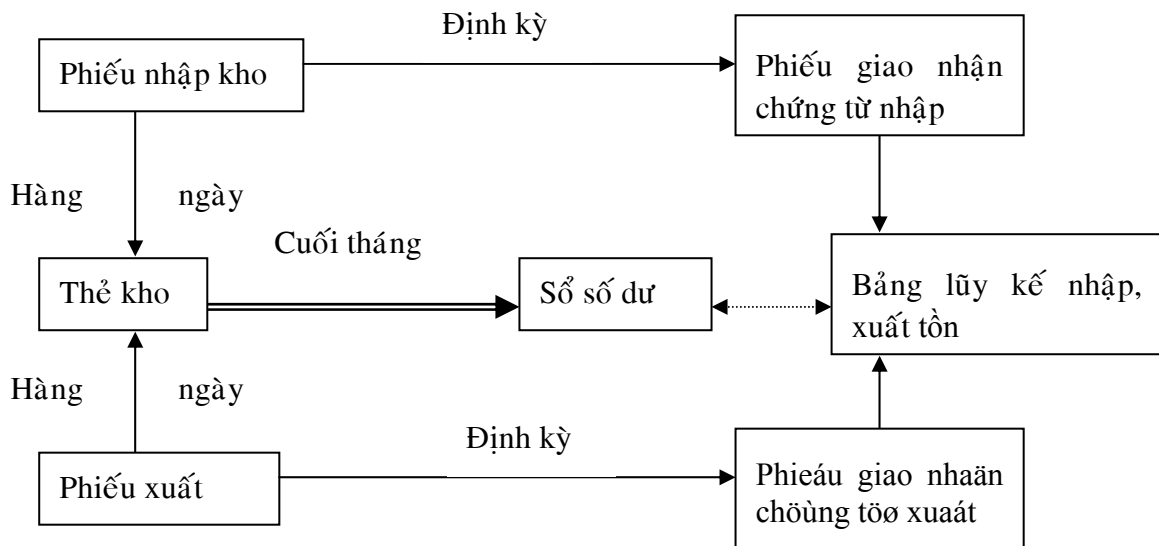 Định kỳ
Phiếu nhập kho
Phiếu giao nhận
chứng từ nhập
Hàng ngày
Cuối tháng
Thẻ kho
Sổ số dư
Bảng lũy kế nhập,
xuất tồn
Hàng ngày
Định kỳ
Phiếu xuất
Phieáu giao nhaän
chöùng töø xuaát